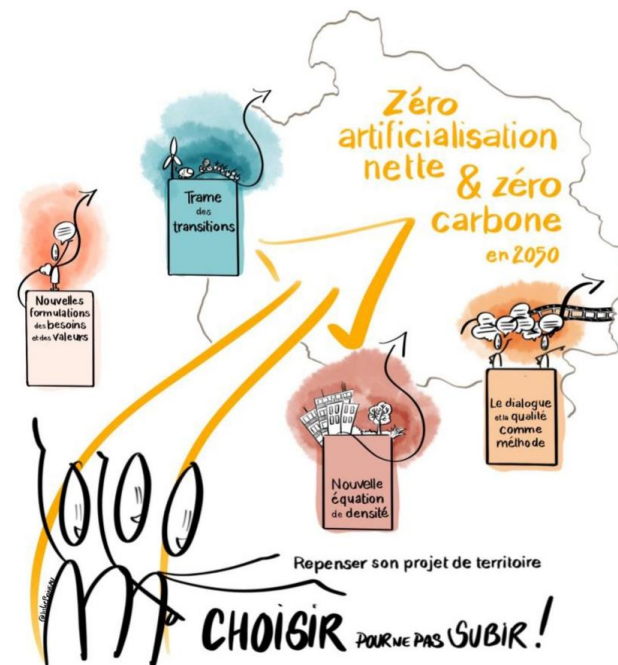 Zéro
artificialisation
nette & zéro
carbone
en 2050
Trame
des
transitions
Nouvelles
formulations
des besoins
et des valeurs
Le dialogue
et la qualité
comme
méthode
Nouvelle
équation
de densité
Repenser son projet de territoire
CHOISIR POUR NE PAS SUBIR !